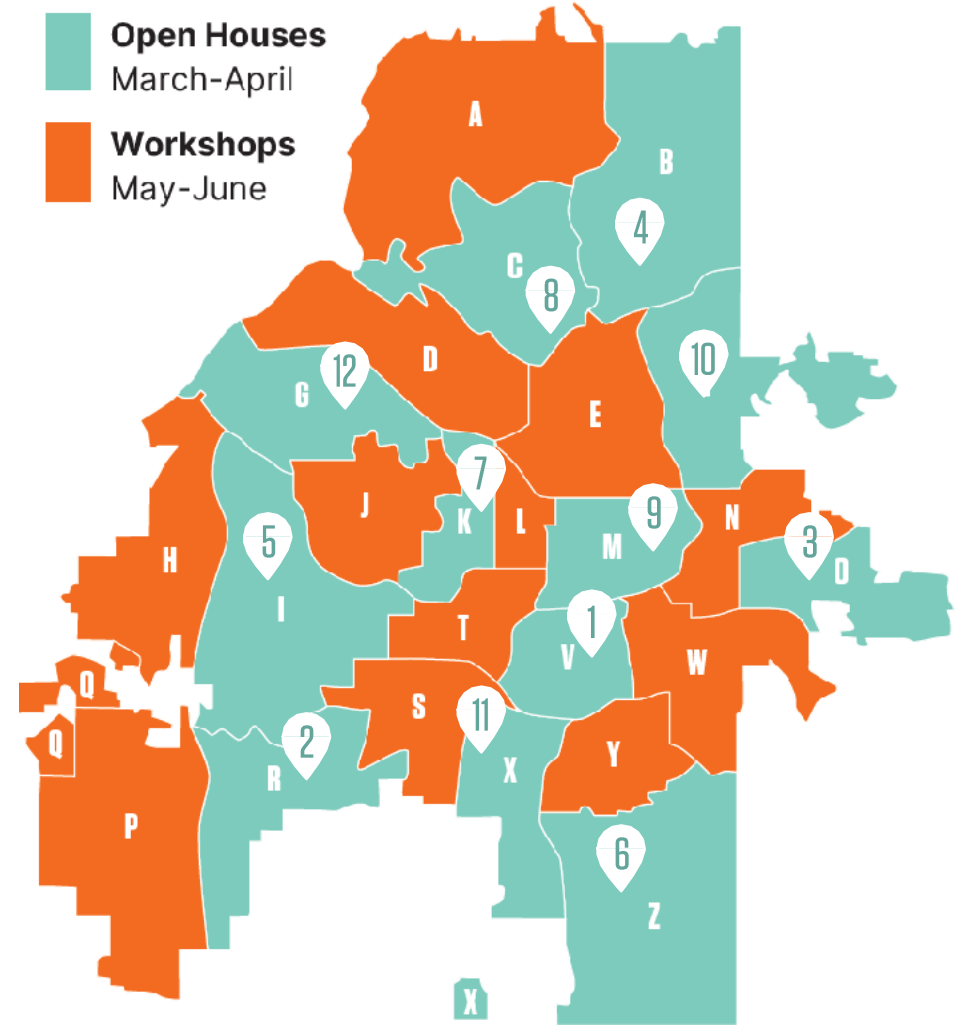 Open Houses
March-April
Workshops
May-June
A
B
4
C
8
10
D
12
G
E
7
J
K
L
9
N
M
5
3
O
H
I
1
T
V
W
Q
S
11
Q
2
R
X
Y
P
6
Z
X